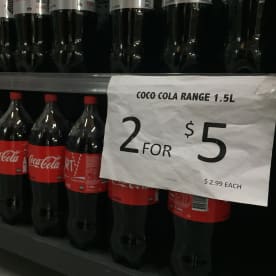 COCO COLA RANGE 1.5L
2 FOR $5
$2.99 EACH
Coca-Cola
Coca-Cola